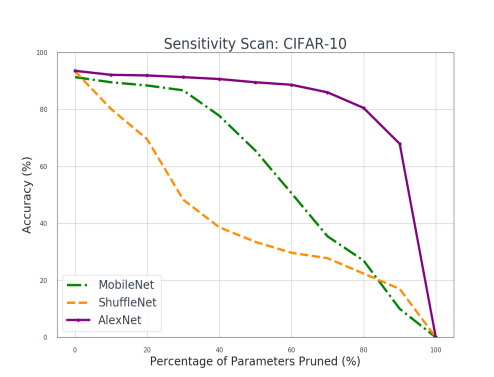 Sensitivity Scan: CIFAR-10
100
80
60
40
20
0
Accuracy (%)
MobileNet
ShuffleNet
AlexNet
0 20 40 60 80 100
Percentage of Parameters Pruned (%)